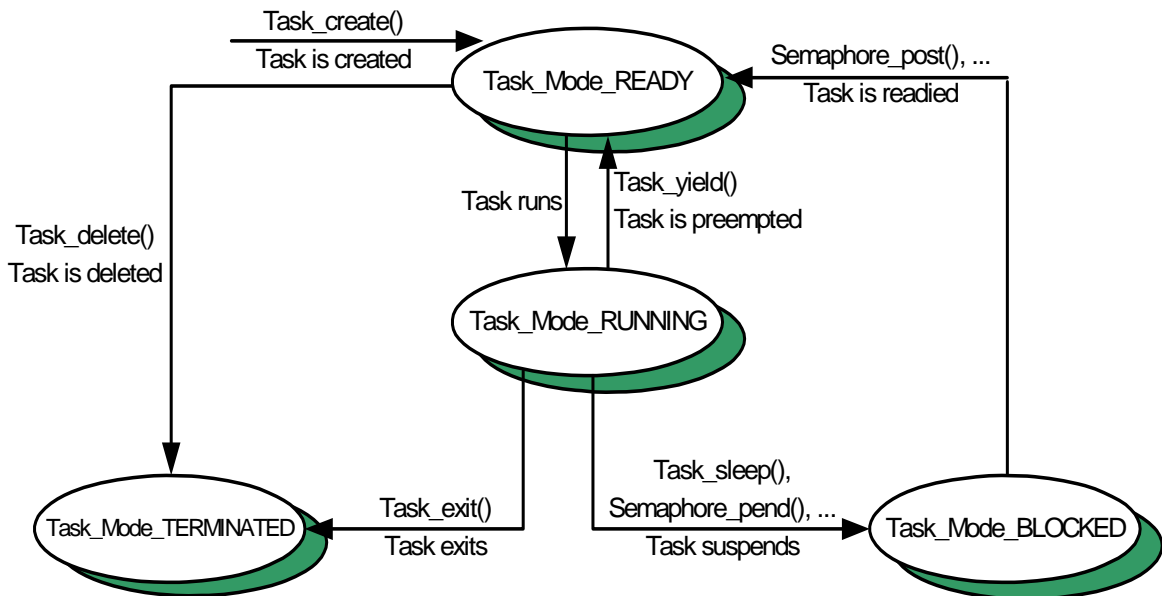 Task_create()
Task is created
Task_Mode_READY
Semaphore_post(), ...
Task is readied
Task runs
Task_yield()
Task is preempted
Task_delete()
Task is deleted
Task_Mode_RUNNING
Task_sleep(),
Semaphore_pend(), ...
Task suspends
Task_exit()
Task exits
Task_Mode_TERMINATED
Task_Mode_BLOCKED